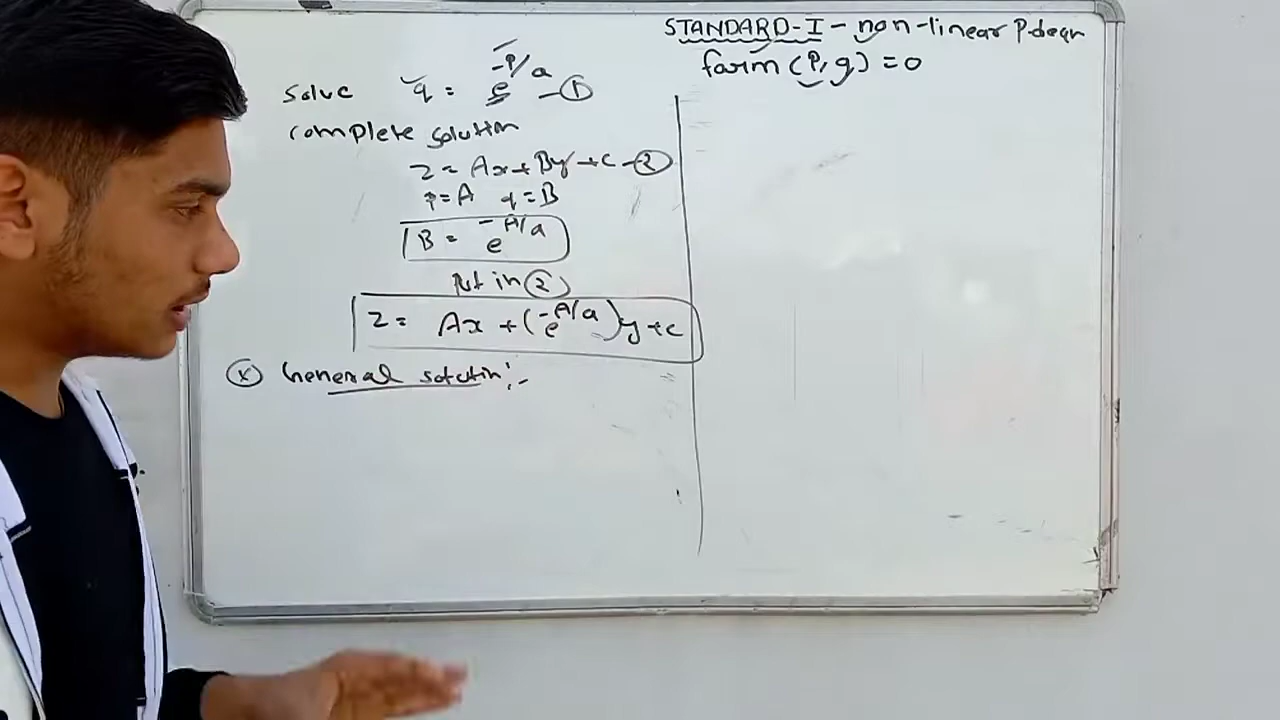 STANDARD-I - non-linear P.deqn
form (P, q) = 0
Solve q = e^{-P/a} - ①
Complete solution
z = Ax + By + c - ②
P = A q = B
B = e^{-A/a}
Put in ②
z = Ax + (e^{-A/a})y + c
ⓧ General solution :-